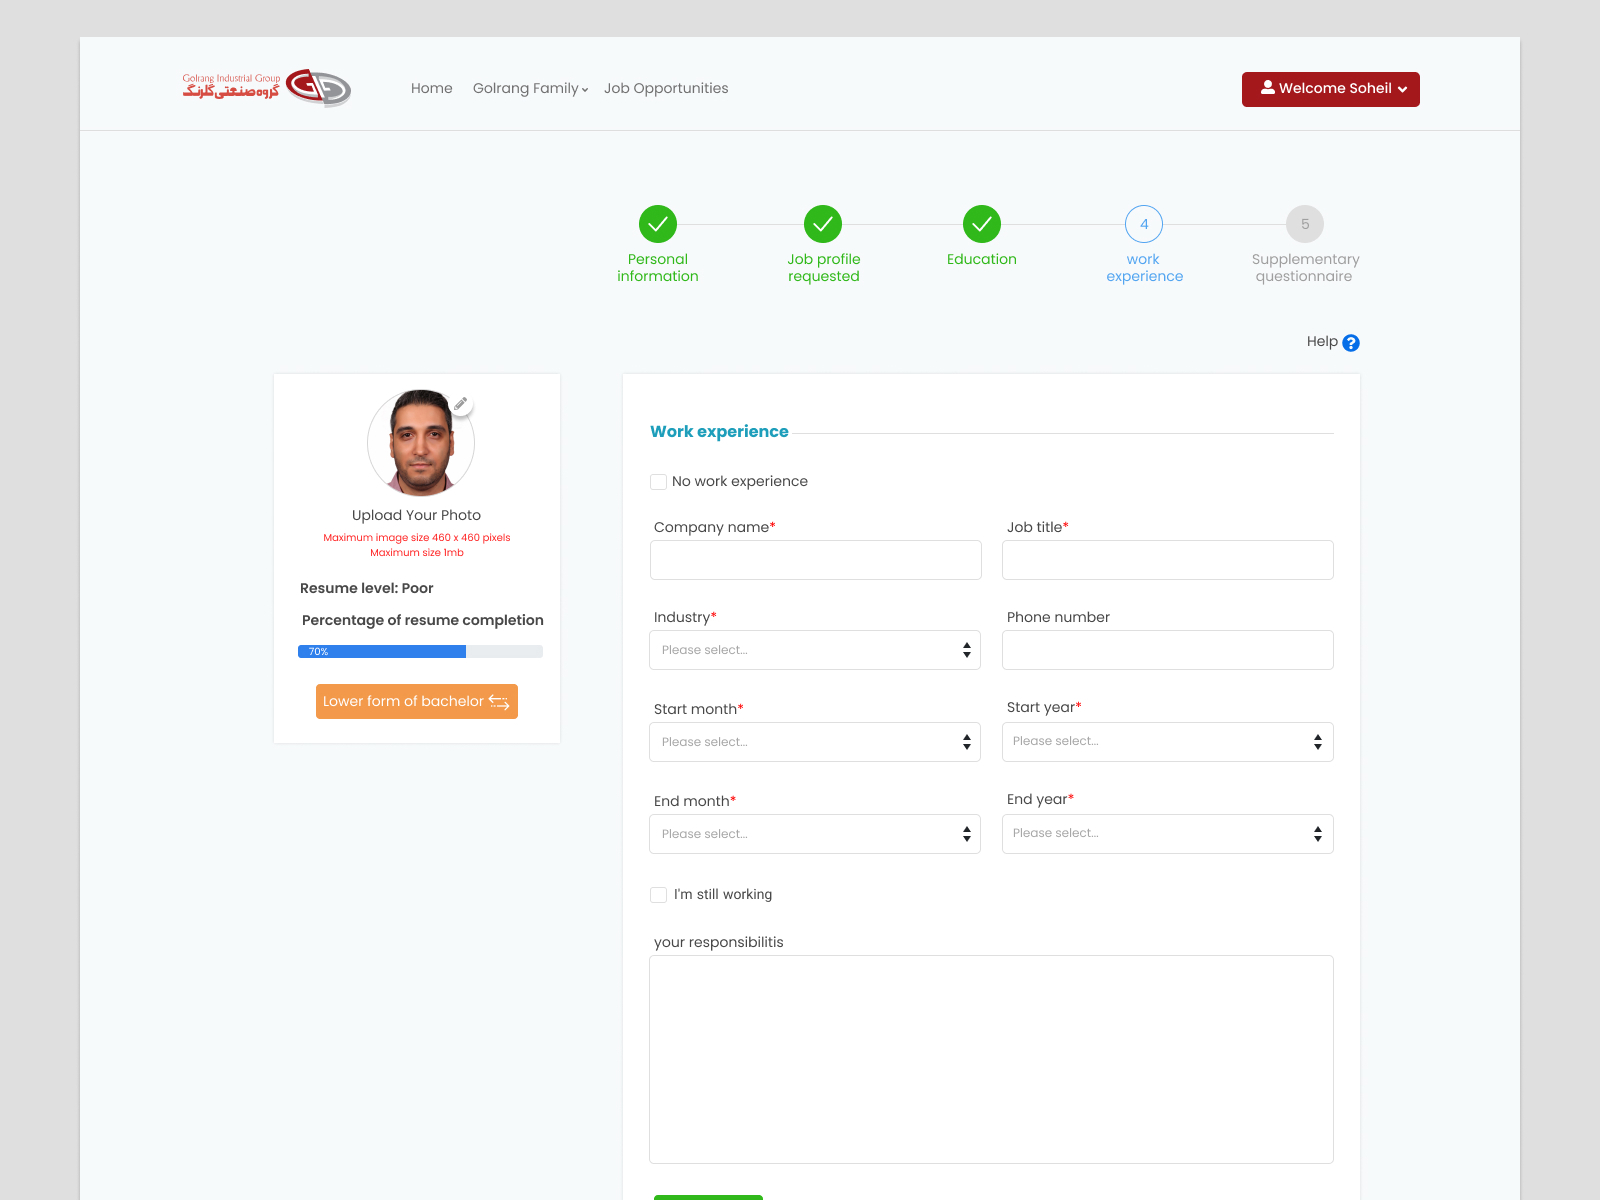 Golrang Industrial Group
گروه صنعتی گلرنگ
Home
Golrang Family
Job Opportunities
Welcome Soheil
Personal
information
Job profile
requested
Education
4
work
experience
5
Supplementary
questionnaire
Help ?
Upload Your Photo
Maximum image size 460 x 460 pixels
Maximum size 1mb
Resume level: Poor
Percentage of resume completion
70%
Lower form of bachelor
Work experience
No work experience
Company name*
Job title*
Industry*
Please select...
Phone number
Start month*
Please select...
Start year*
Please select...
End month*
Please select...
End year*
Please select...
I'm still working
your responsibilitis